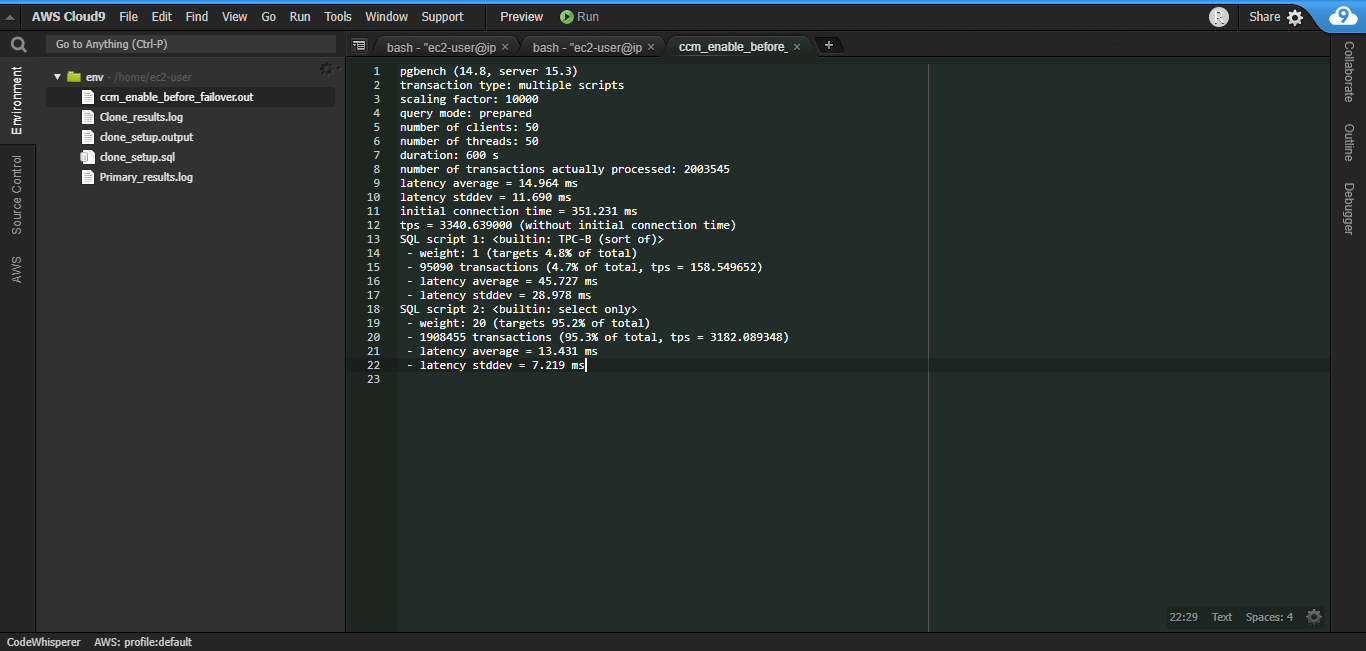 AWS Cloud9 File Edit Find View Go Run Tools Window Support Preview Run R Share 9
Go to Anything (Ctrl-P)
bash - "ec2-user@ip × bash - "ec2-user@ip × ccm_enable_before_ × +
Environment
Source Control
AWS
env - /home/ec2-user
ccm_enable_before_failover.out
Clone_results.log
clone_setup.output
clone_setup.sql
Primary_results.log
1 pgbench (14.8, server 15.3)
2 transaction type: multiple scripts
3 scaling factor: 10000
4 query mode: prepared
5 number of clients: 50
6 number of threads: 50
7 duration: 600 s
8 number of transactions actually processed: 2003545
9 latency average = 14.964 ms
10 latency stddev = 11.690 ms
11 initial connection time = 351.231 ms
12 tps = 3340.639000 (without initial connection time)
13 SQL script 1: <builtin: TPC-B (sort of)>
14 - weight: 1 (targets 4.8% of total)
15 - 95090 transactions (4.7% of total, tps = 158.549652)
16 - latency average = 45.727 ms
17 - latency stddev = 28.978 ms
18 SQL script 2: <builtin: select only>
19 - weight: 20 (targets 95.2% of total)
20 - 1908455 transactions (95.3% of total, tps = 3182.089348)
21 - latency average = 13.431 ms
22 - latency stddev = 7.219 ms
23
Collaborate
Outline
Debugger
22:29 Text Spaces: 4
CodeWhisperer AWS: profile:default